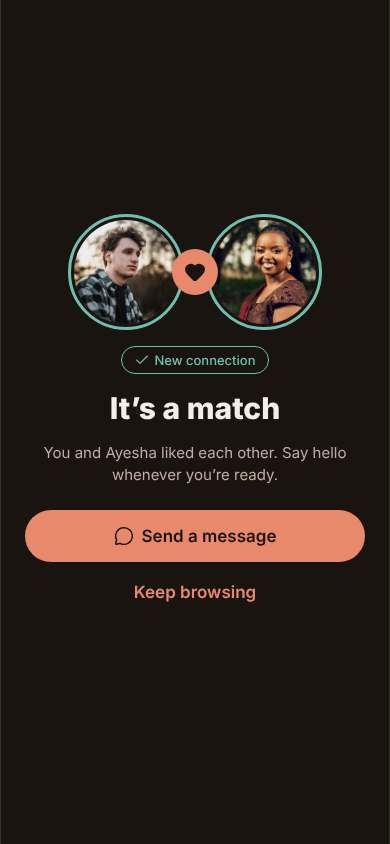 New connection
It’s a match
You and Ayesha liked each other. Say hello
whenever you’re ready.
Send a message
Keep browsing